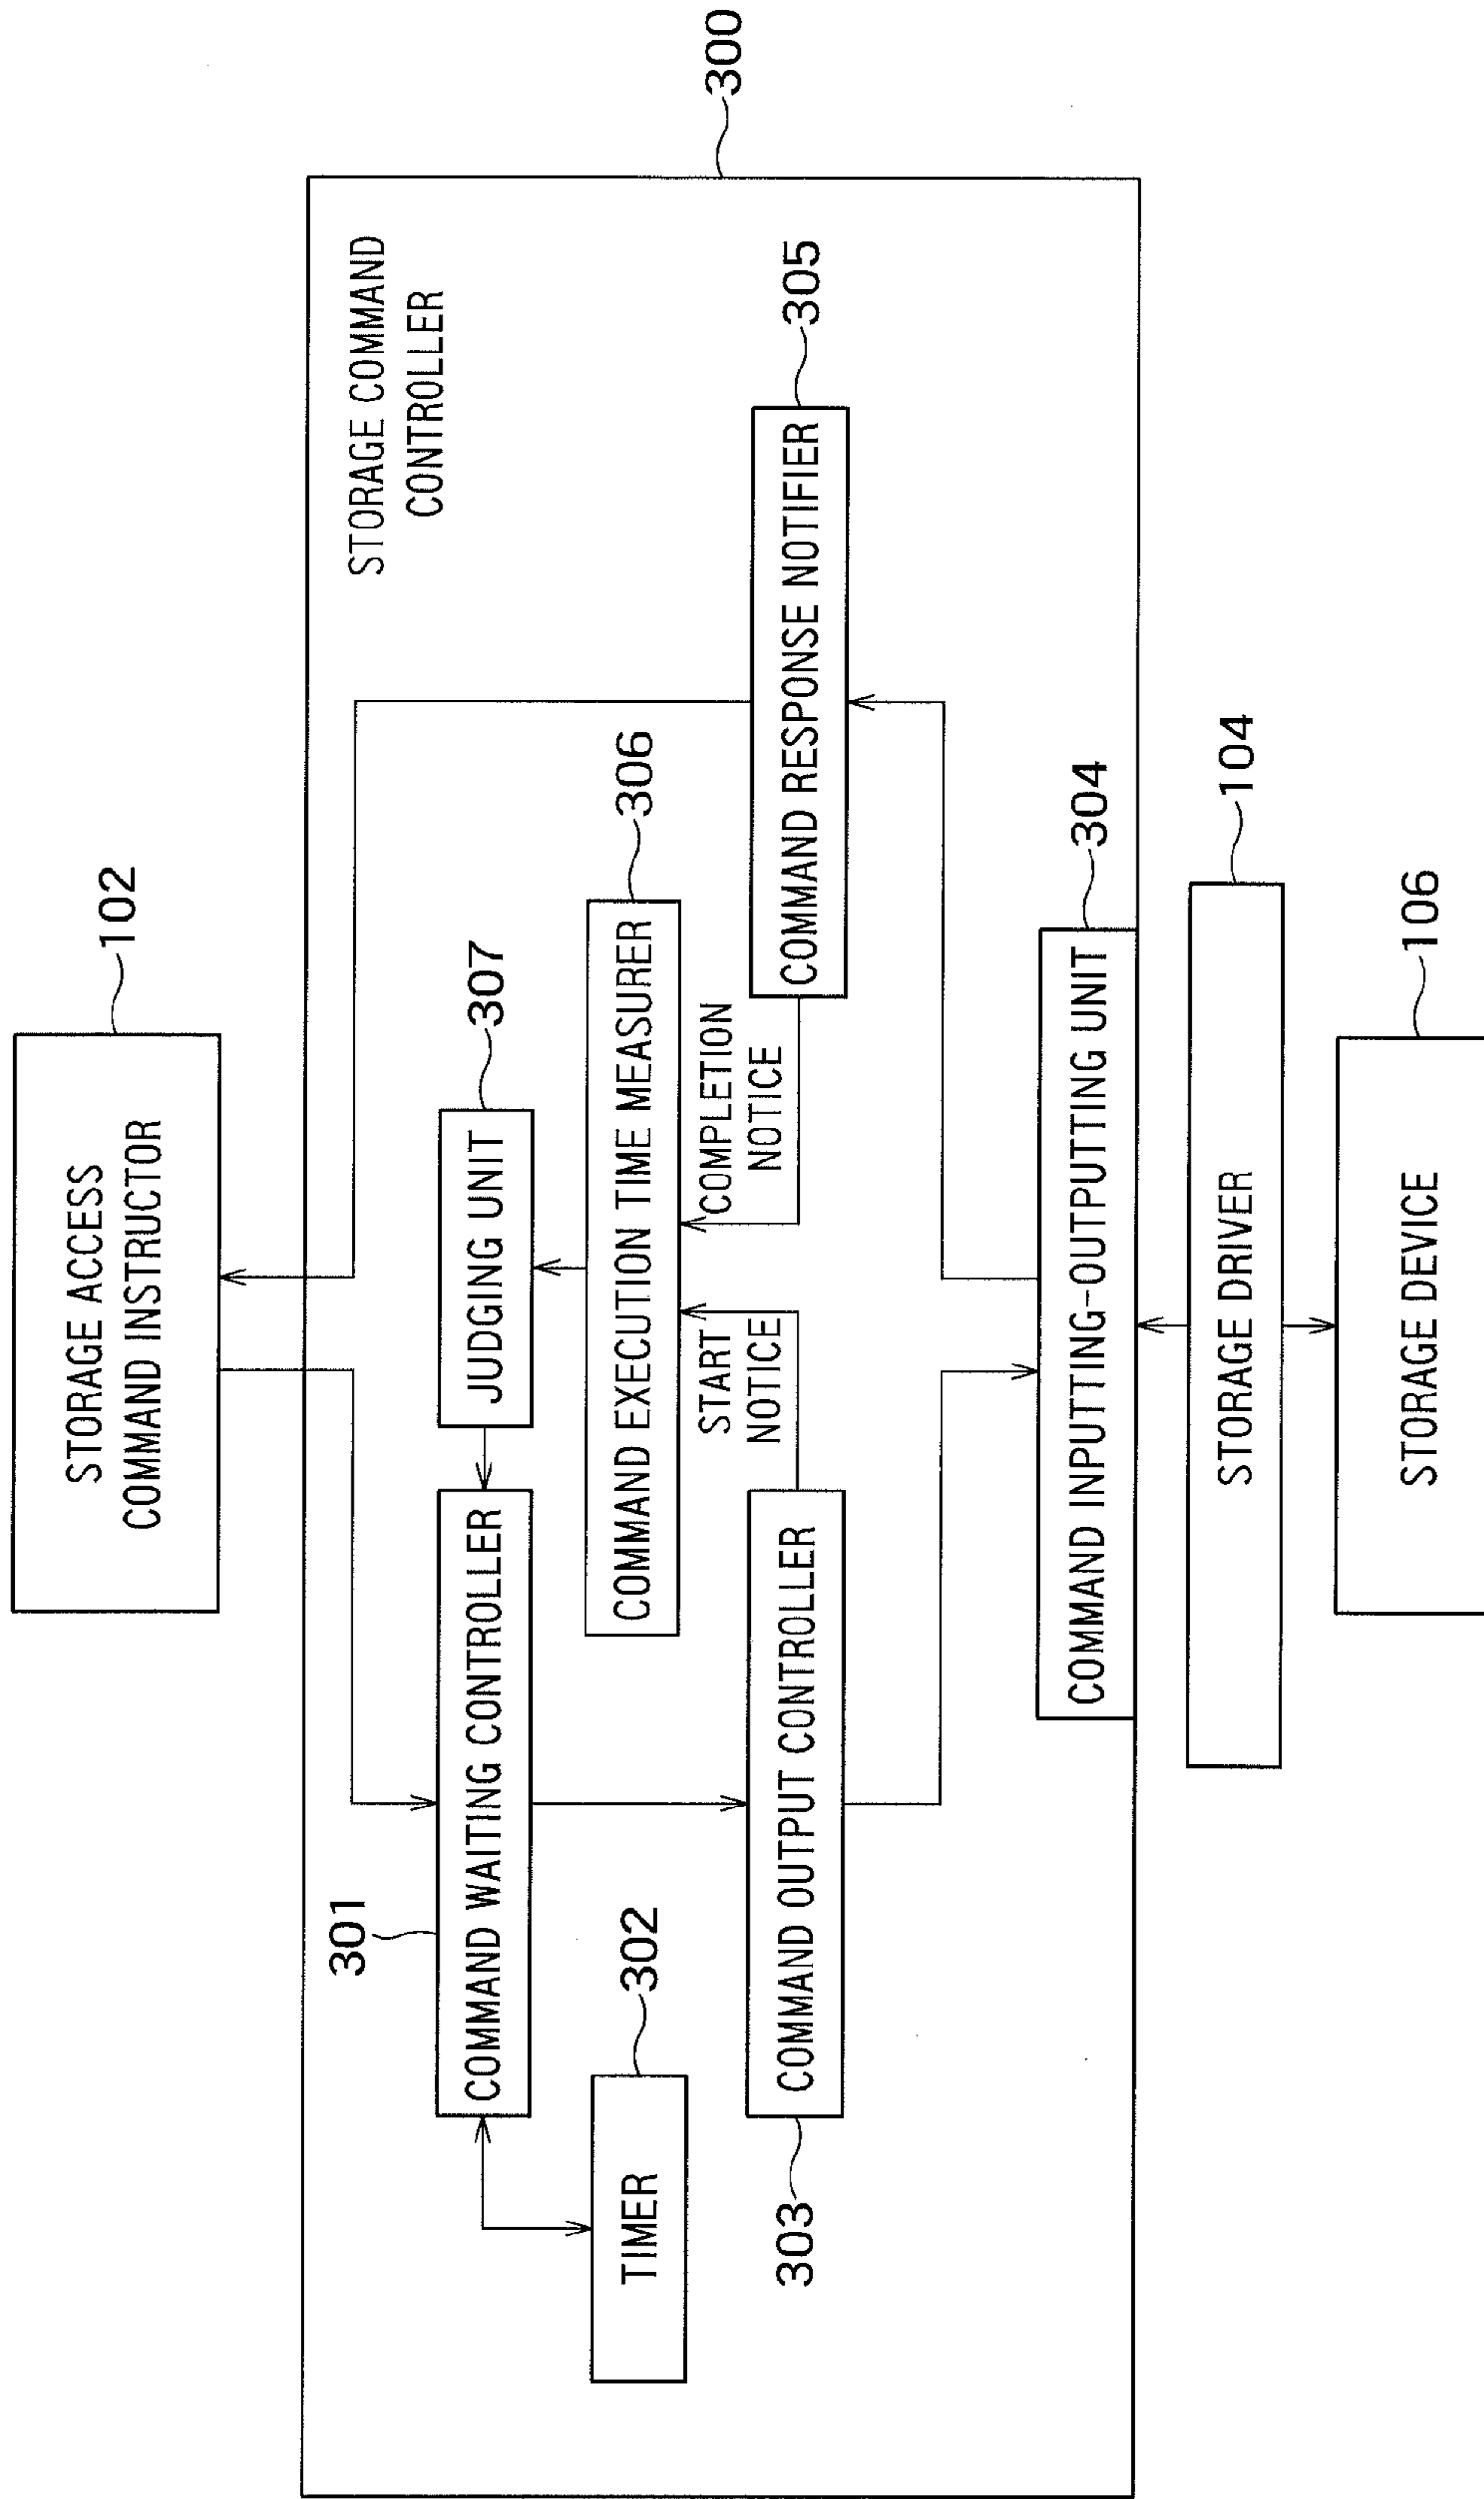 102
STORAGE ACCESS
COMMAND INSTRUCTOR
300
STORAGE COMMAND
CONTROLLER
301
COMMAND WAITING CONTROLLER
307
JUDGING UNIT
302
TIMER
306
COMMAND EXECUTION TIME MEASURER
START
NOTICE
COMPLETION
NOTICE
303
COMMAND OUTPUT CONTROLLER
305
COMMAND RESPONSE NOTIFIER
304
COMMAND INPUTTING-OUTPUTTING UNIT
104
STORAGE DRIVER
106
STORAGE DEVICE